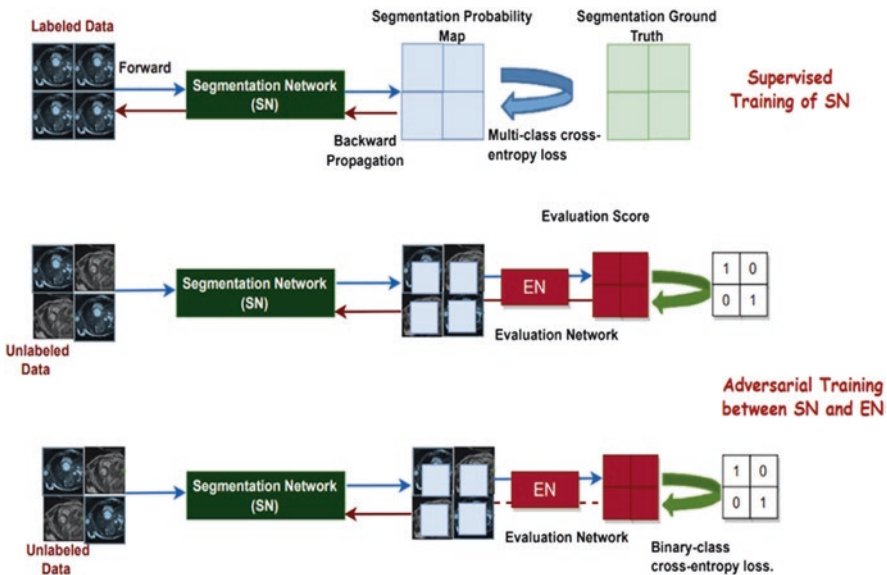 Labeled Data
Forward
Segmentation Network
(SN)
Segmentation Probability
Map
Segmentation Ground
Truth
Backward
Propagation
Multi-class cross-
entropy loss
Supervised
Training of SN
Unlabeled
Data
Segmentation Network
(SN)
EN
Evaluation Network
Evaluation Score
1 0
0 1
Adversarial Training
between SN and EN
Unlabeled
Data
Segmentation Network
(SN)
EN
Evaluation Network
1 0
0 1
Binary-class
cross-entropy loss.